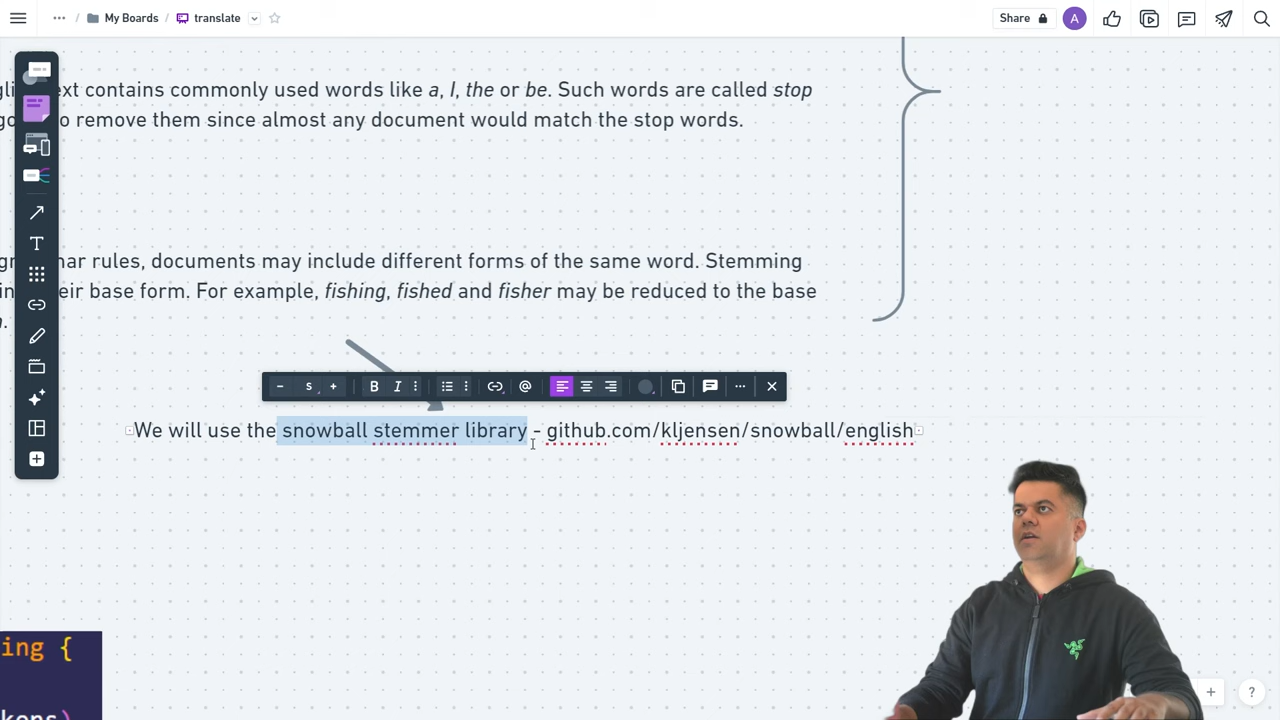 ... / My Boards / translate
Share A
ext contains commonly used words like a, I, the or be. Such words are called stop
o remove them since almost any document would match the stop words.
mar rules, documents may include different forms of the same word. Stemming
eir base form. For example, fishing, fished and fisher may be reduced to the base
- S + B I @
We will use the snowball stemmer library - github.com/kljensen/snowball/english
T
ing {
+ ?